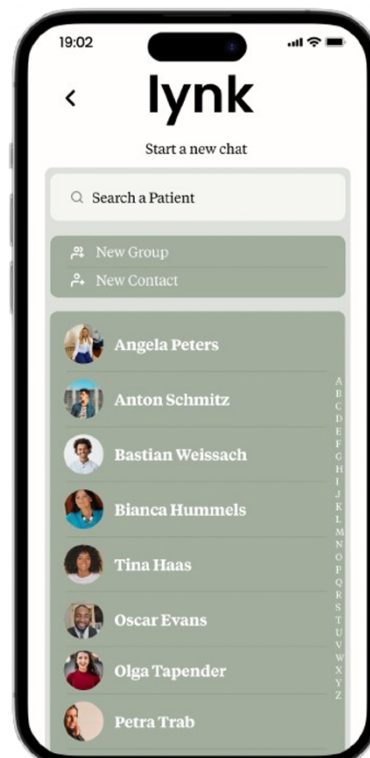 19:02
lynk
Start a new chat
Search a Patient
New Group
New Contact
Angela Peters
Anton Schmitz
Bastian Weissach
Bianca Hummels
Tina Haas
Oscar Evans
Olga Tapender
Petra Trab
A
B
C
D
E
F
G
H
I
J
K
L
M
N
O
P
Q
R
S
T
U
V
W
X
Y
Z